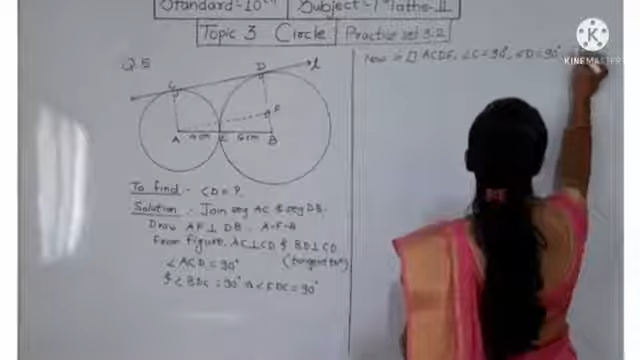 Standard-10th Subject-Maths-II
Topic 3 Circle Practice set 3.2
Q.5
D
l
C
F
A 4cm E 6cm B
To find - CD = ?
Solution - Join seg AC & seg DB.
Draw AF ⊥ DB. A-F-B
From figure, AC ⊥ CD & BD ⊥ CD
∠ACD = 90° (tangent
& ∠BDC = 90° ∠FDC = 90°
Now in □ ACDF, ∠C = 90°, ∠D = 90°
K
KINEMASTER